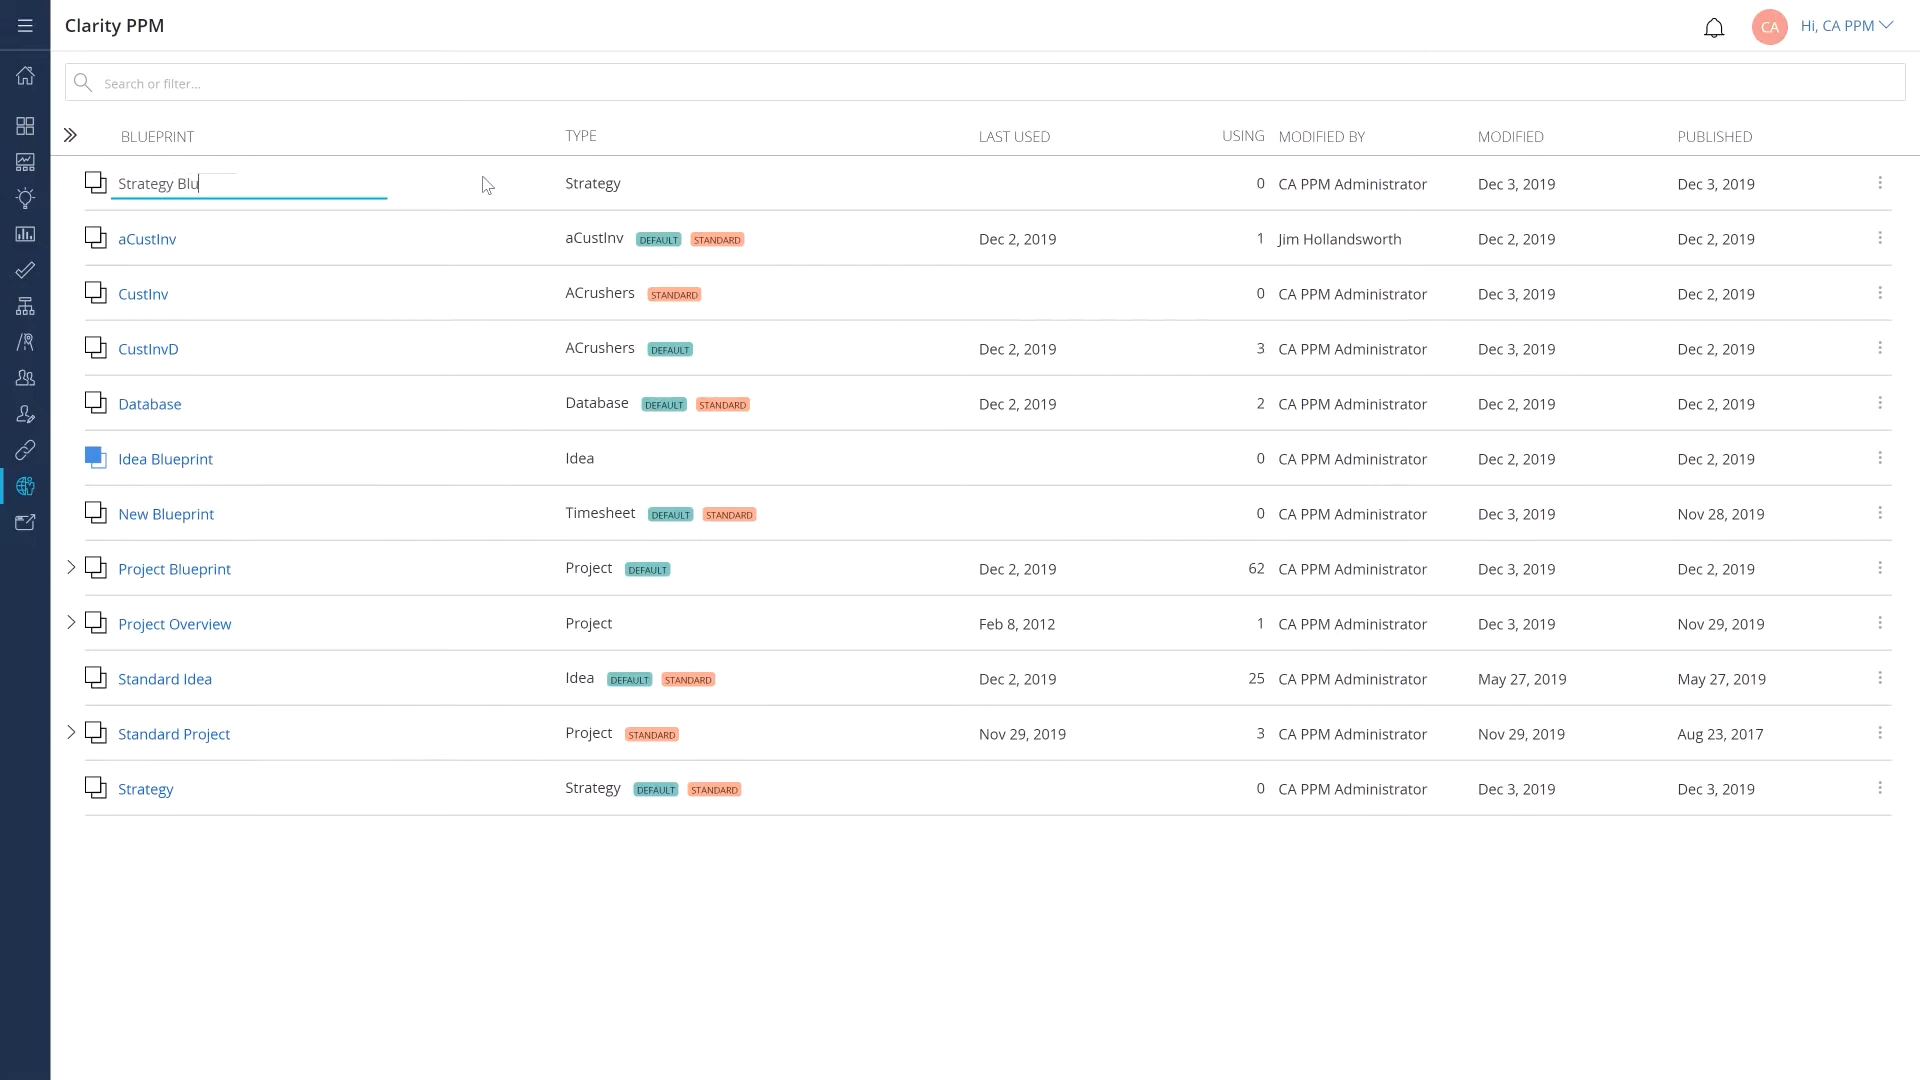 Clarity PPM
CA
Hi, CA PPM
Search or filter...
BLUEPRINT TYPE LAST USED USING MODIFIED BY MODIFIED PUBLISHED
Strategy Blu Strategy 0 CA PPM Administrator Dec 3, 2019 Dec 3, 2019
aCustInv aCustInv DEFAULT STANDARD Dec 2, 2019 1 Jim Hollandsworth Dec 2, 2019 Dec 2, 2019
CustInv ACrushers STANDARD 0 CA PPM Administrator Dec 3, 2019 Dec 2, 2019
CustInvD ACrushers DEFAULT Dec 2, 2019 3 CA PPM Administrator Dec 3, 2019 Dec 2, 2019
Database Database DEFAULT STANDARD Dec 2, 2019 2 CA PPM Administrator Dec 2, 2019 Dec 2, 2019
Idea Blueprint Idea 0 CA PPM Administrator Dec 2, 2019 Dec 2, 2019
New Blueprint Timesheet DEFAULT STANDARD 0 CA PPM Administrator Dec 3, 2019 Nov 28, 2019
Project Blueprint Project DEFAULT Dec 2, 2019 62 CA PPM Administrator Dec 3, 2019 Dec 2, 2019
Project Overview Project Feb 8, 2012 1 CA PPM Administrator Dec 3, 2019 Nov 29, 2019
Standard Idea Idea DEFAULT STANDARD Dec 2, 2019 25 CA PPM Administrator May 27, 2019 May 27, 2019
Standard Project Project STANDARD Nov 29, 2019 3 CA PPM Administrator Nov 29, 2019 Aug 23, 2017
Strategy Strategy DEFAULT STANDARD 0 CA PPM Administrator Dec 3, 2019 Dec 3, 2019